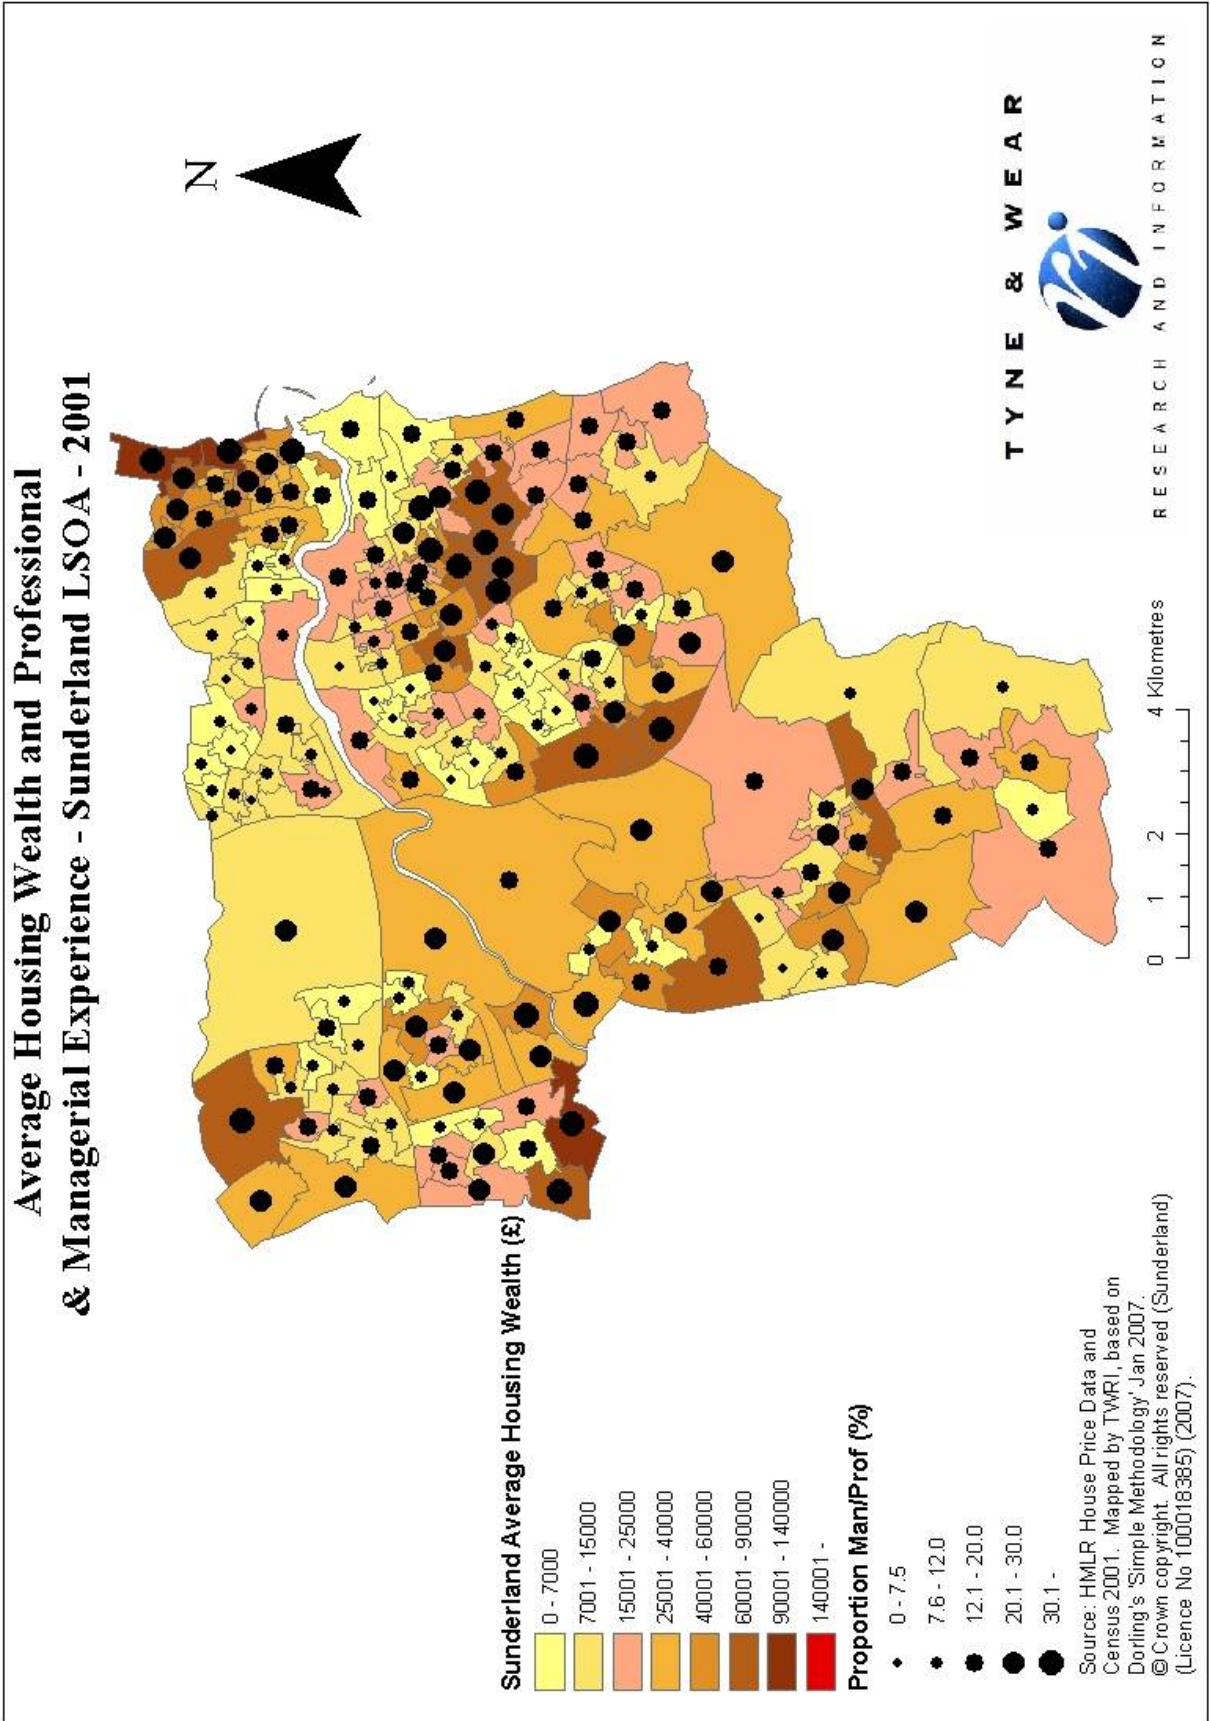 Average Housing Wealth and Professional
& Managerial Experience - Sunderland LSOA - 2001
N
Sunderland Average Housing Wealth (£)
0 - 7000
7001 - 15000
15001 - 25000
25001 - 40000
40001 - 60000
60001 - 90000
90001 - 140000
140001 -
Proportion Man/Prof (%)
0 - 7.5
7.6 - 12.0
12.1 - 20.0
20.1 - 30.0
30.1 -
Source: HMLR House Price Data and
Census 2001. Mapped by TWRI, based on
Dorling's 'Simple Methodology' Jan 2007.
© Crown copyright. All rights reserved (Sunderland)
(Licence No 100018385) (2007).
0 1 2 4 Kilometres
TYNE & WEAR
RESEARCH AND INFORMATION